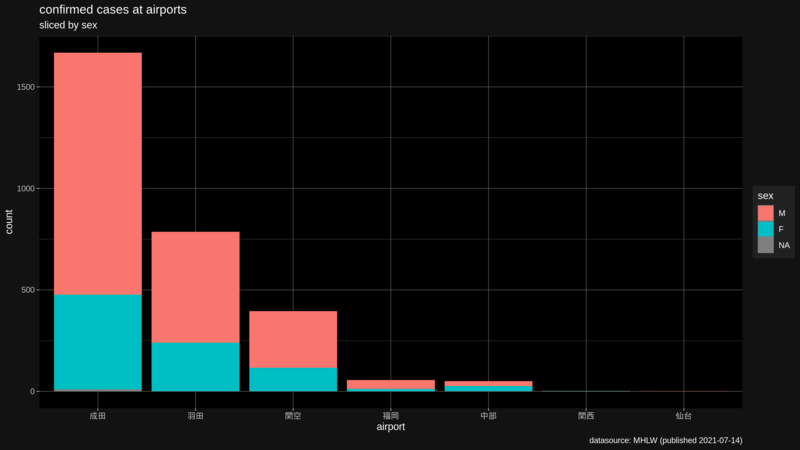 confirmed cases at airports
sliced by sex
count
1500
1000
500
0
成田 羽田 関空 福岡 中部 関西 仙台
airport
sex
M
F
NA
datasource: MHLW (published 2021-07-14)